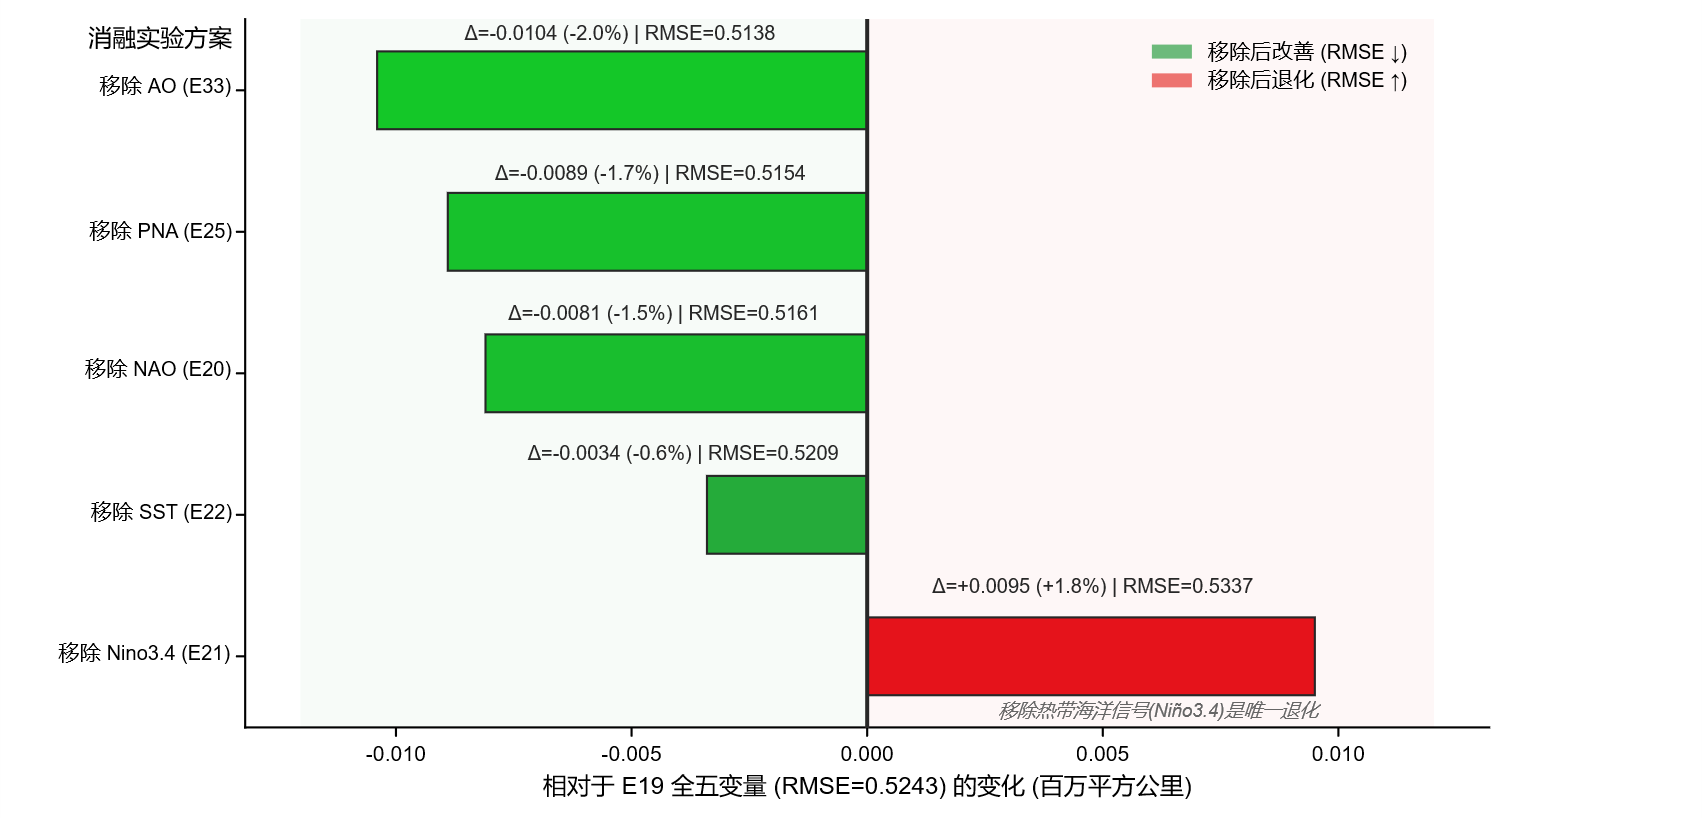 消融实验方案
Δ=-0.0104 (-2.0%) | RMSE=0.5138
移除后改善 (RMSE ↓)
移除后退化 (RMSE ↑)
移除 AO (E33)
Δ=-0.0089 (-1.7%) | RMSE=0.5154
移除 PNA (E25)
Δ=-0.0081 (-1.5%) | RMSE=0.5161
移除 NAO (E20)
Δ=-0.0034 (-0.6%) | RMSE=0.5209
移除 SST (E22)
Δ=+0.0095 (+1.8%) | RMSE=0.5337
移除 Nino3.4 (E21)
移除热带海洋信号(Niño3.4)是唯一退化
-0.010 -0.005 0.000 0.005 0.010
相对于 E19 全五变量 (RMSE=0.5243) 的变化 (百万平方公里)